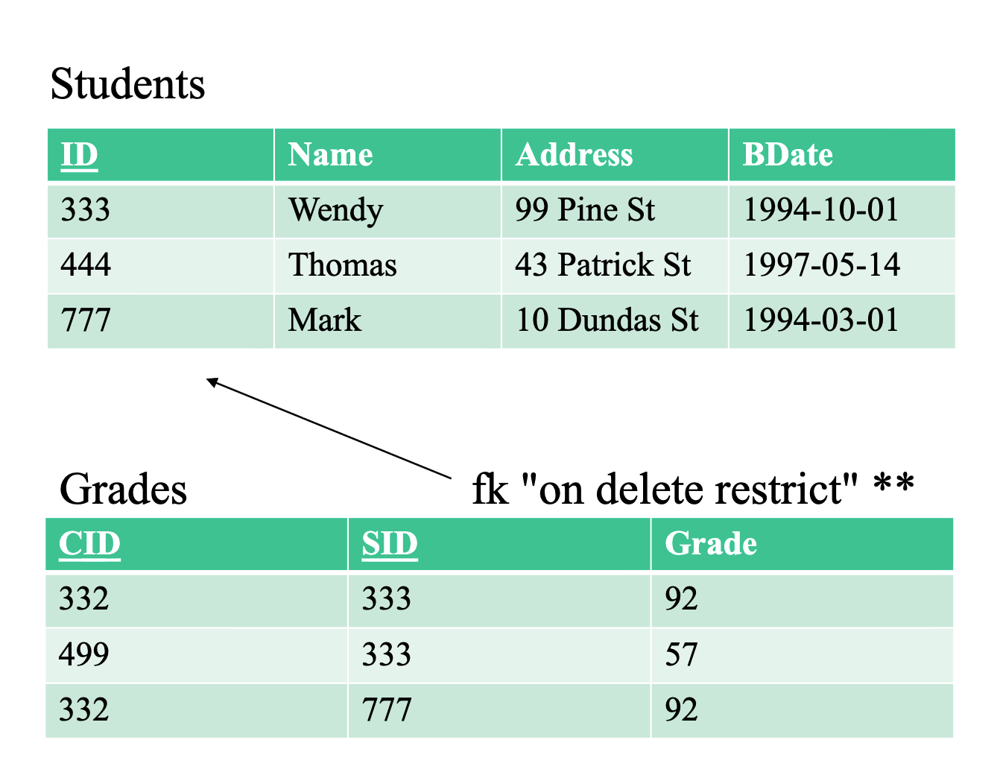 Students
ID Name Address BDate
333 Wendy 99 Pine St 1994-10-01
444 Thomas 43 Patrick St 1997-05-14
777 Mark 10 Dundas St 1994-03-01
Grades fk "on delete restrict" **
CID SID Grade
332 333 92
499 333 57
332 777 92